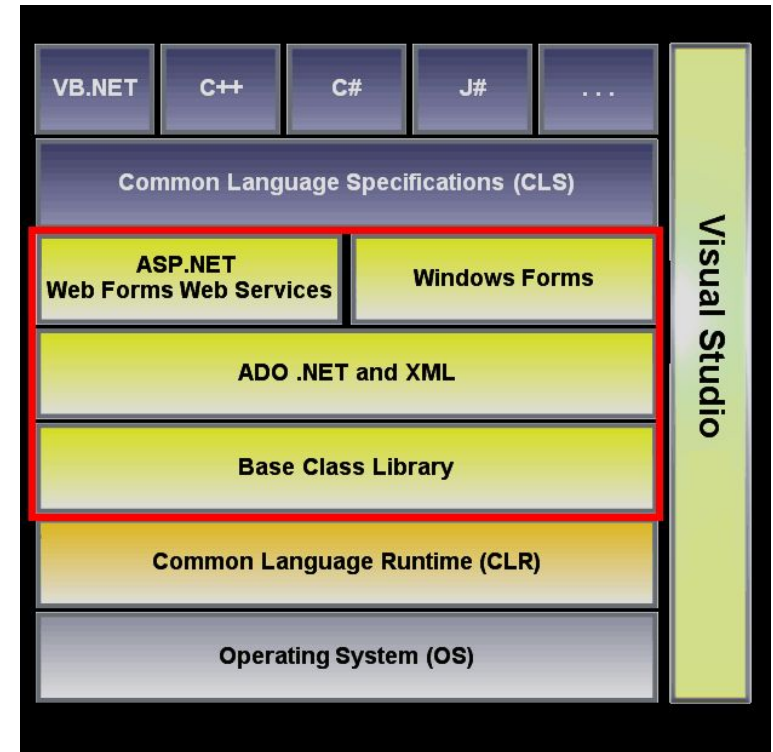 VB.NET
C++
C#
J#
. . .
Common Language Specifications (CLS)
ASP.NET
Web Forms Web Services
Windows Forms
ADO .NET and XML
Base Class Library
Common Language Runtime (CLR)
Operating System (OS)
Visual Studio